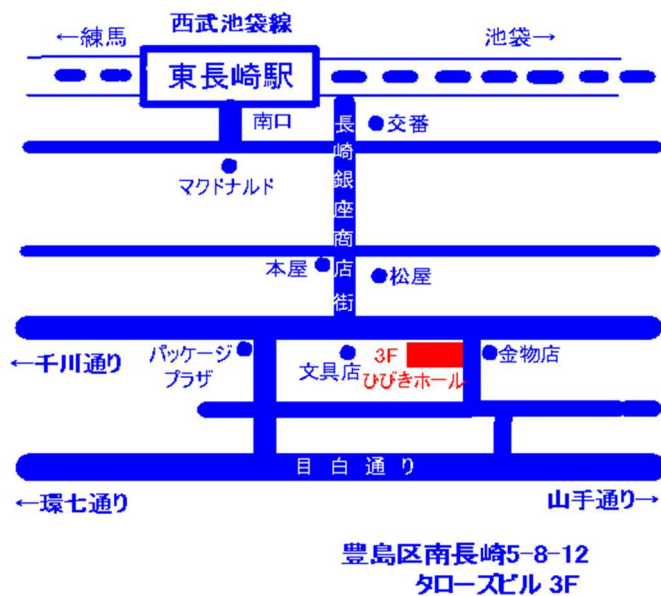 西武池袋線
←練馬
池袋→
東長崎駅
南口
長崎銀座商店街
交番
マクドナルド
本屋
松屋
←千川通り
パッケージ
プラザ
文具店
3F
ひびきホール
金物店
目白通り
←環七通り
山手通り→
豊島区南長崎5-8-12
タローズビル 3F